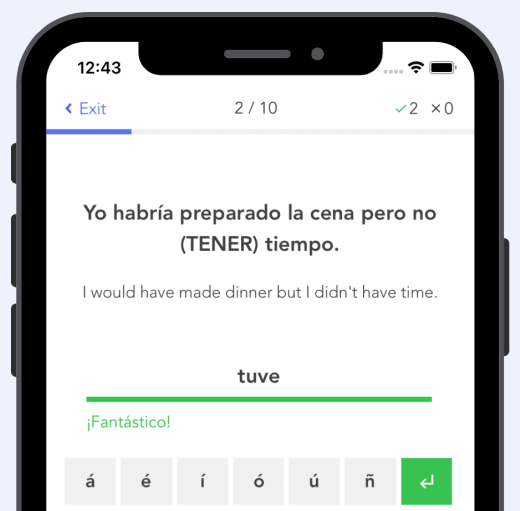 12:43
Exit 2 / 10 ✓2 ×0
Yo habría preparado la cena pero no
(TENER) tiempo.
I would have made dinner but I didn't have time.
tuve
¡Fantástico!
á é í ó ú ñ